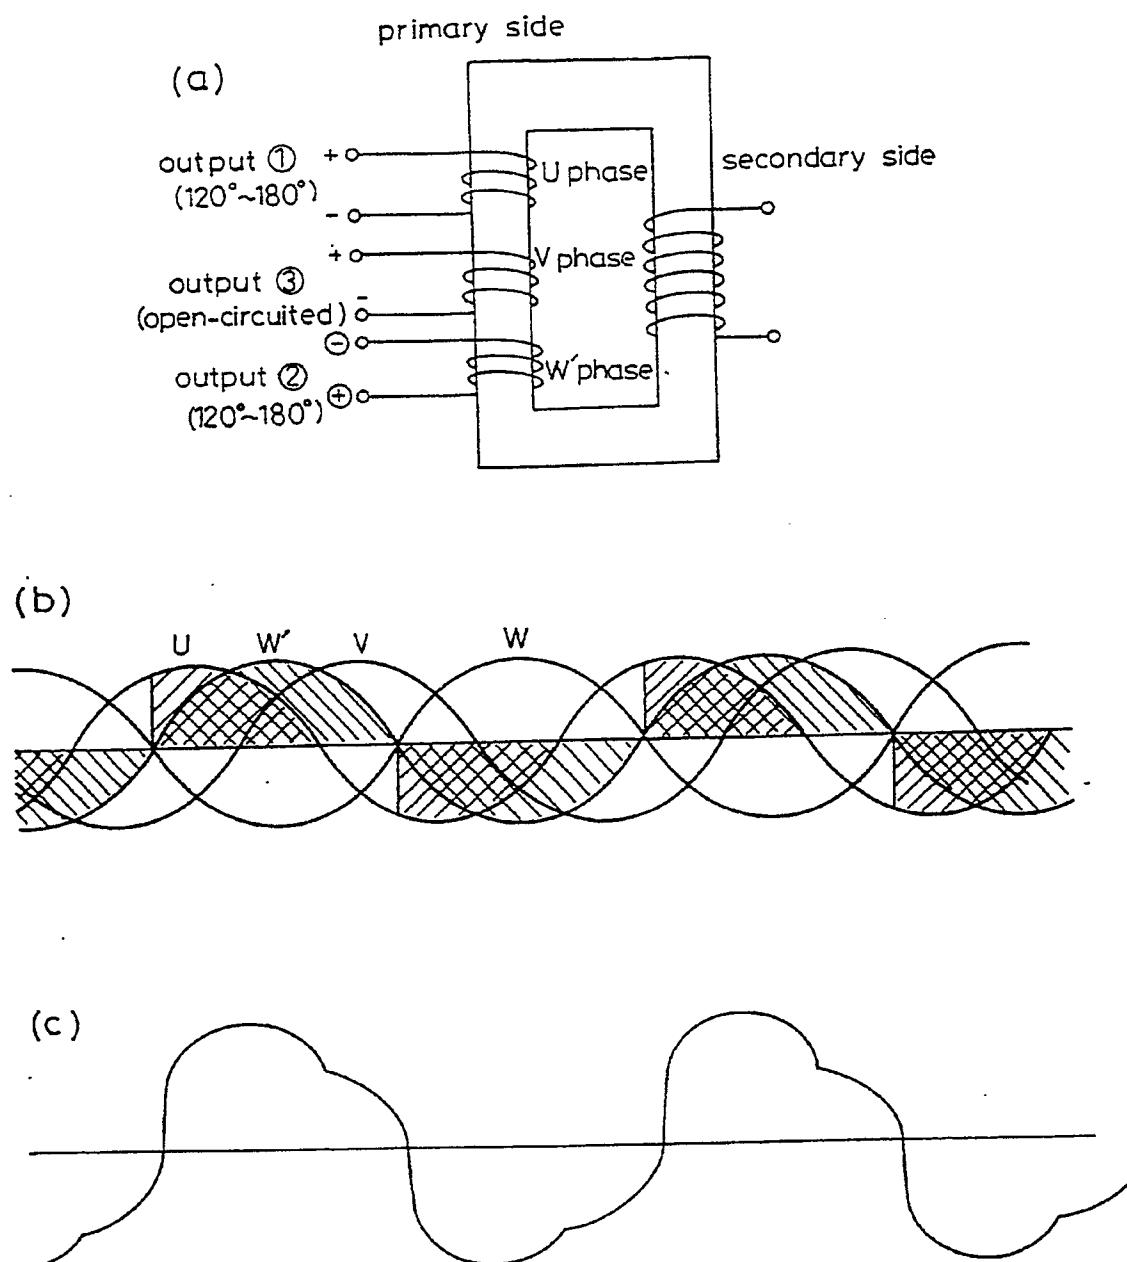 primary side
(a)
output ① +
(120°~180°)
-
U phase
secondary side
+
V phase
output ③ -
(open-circuited)
⊖
output ② ⊕
(120°~180°)
W' phase
(b)
U W' V W
(c)